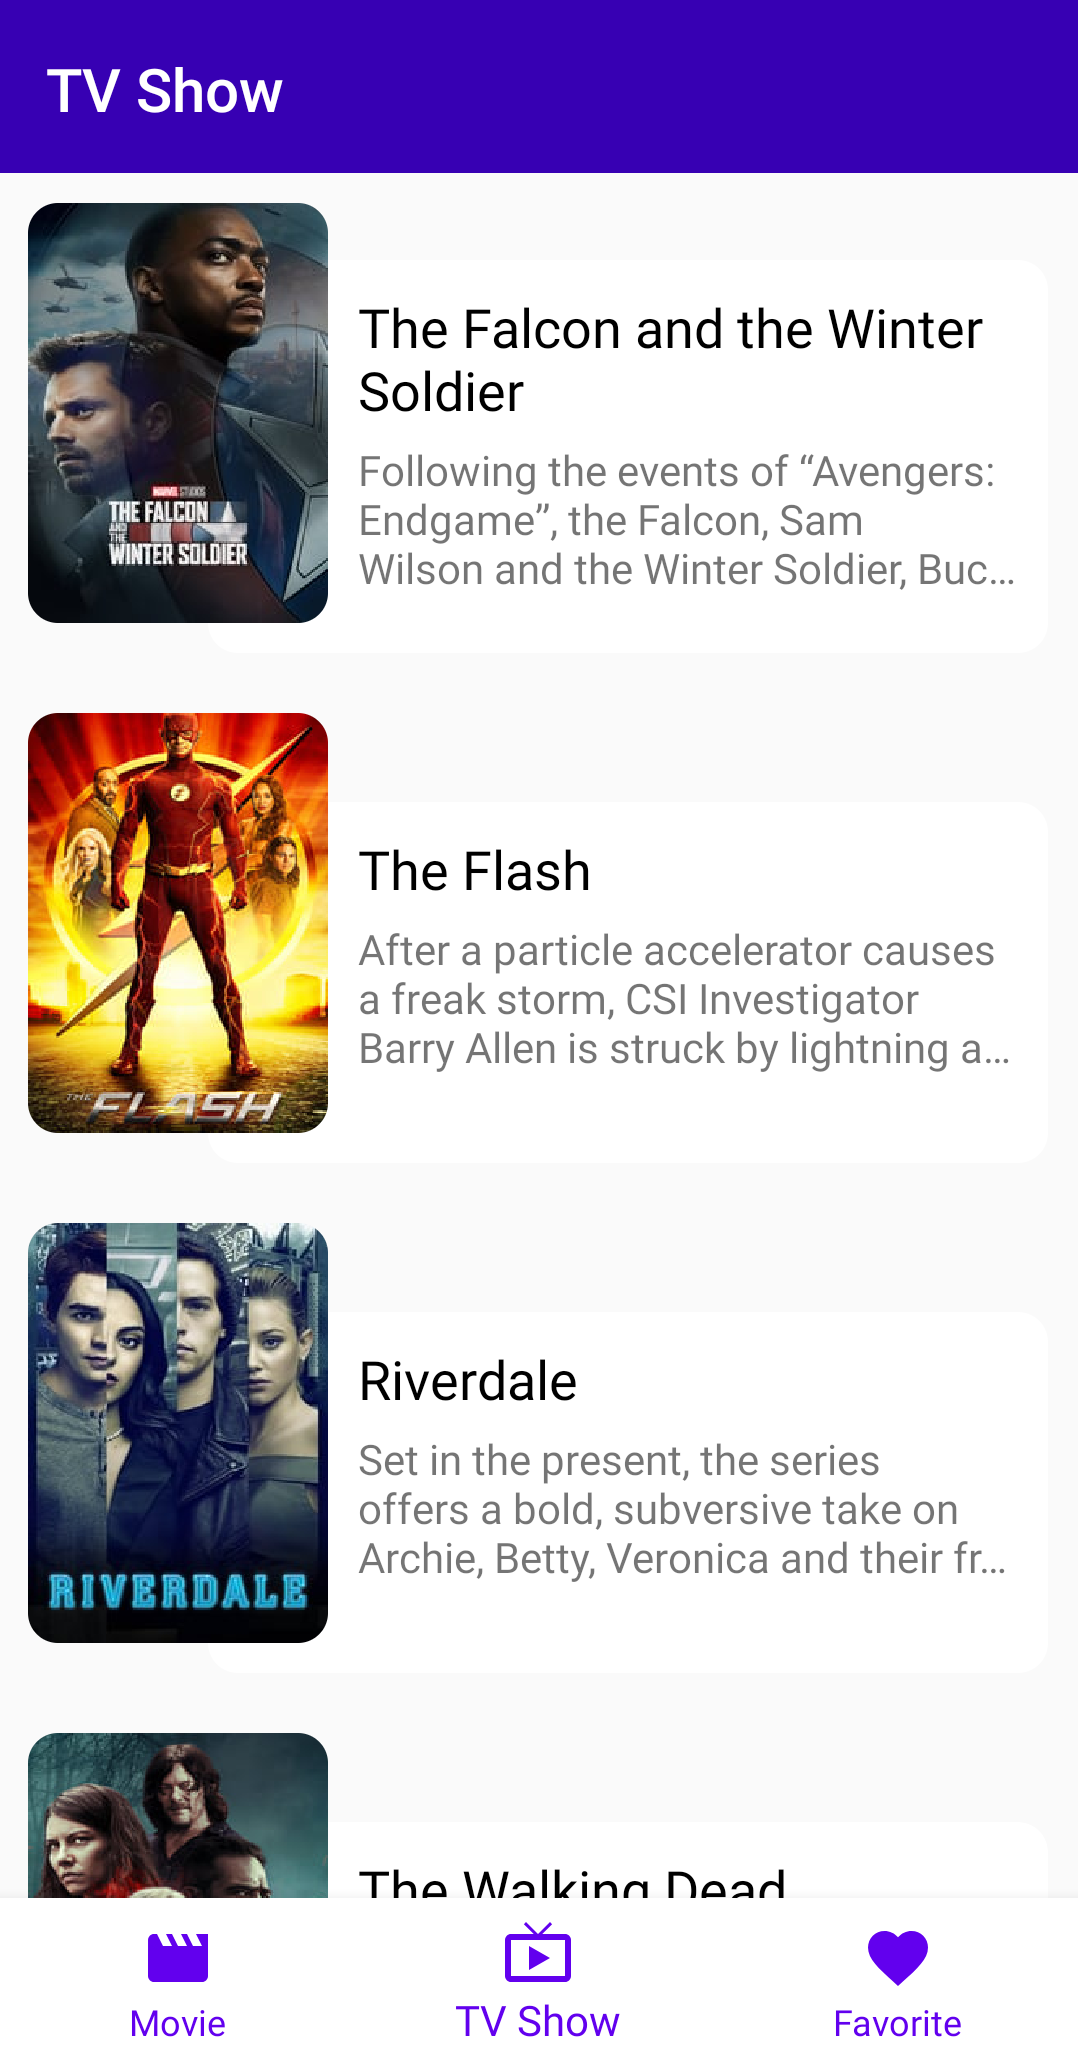 TV Show
MARVEL STUDIOS
THE FALCON
AND
THE
WINTER SOLDIER
The Falcon and the Winter
Soldier
Following the events of “Avengers:
Endgame”, the Falcon, Sam
Wilson and the Winter Soldier, Buc…
THE
FLASH
The Flash
After a particle accelerator causes
a freak storm, CSI Investigator
Barry Allen is struck by lightning a…
RIVERDALE
Riverdale
Set in the present, the series
offers a bold, subversive take on
Archie, Betty, Veronica and their fr…
The Walking Dead
Movie
TV Show
Favorite